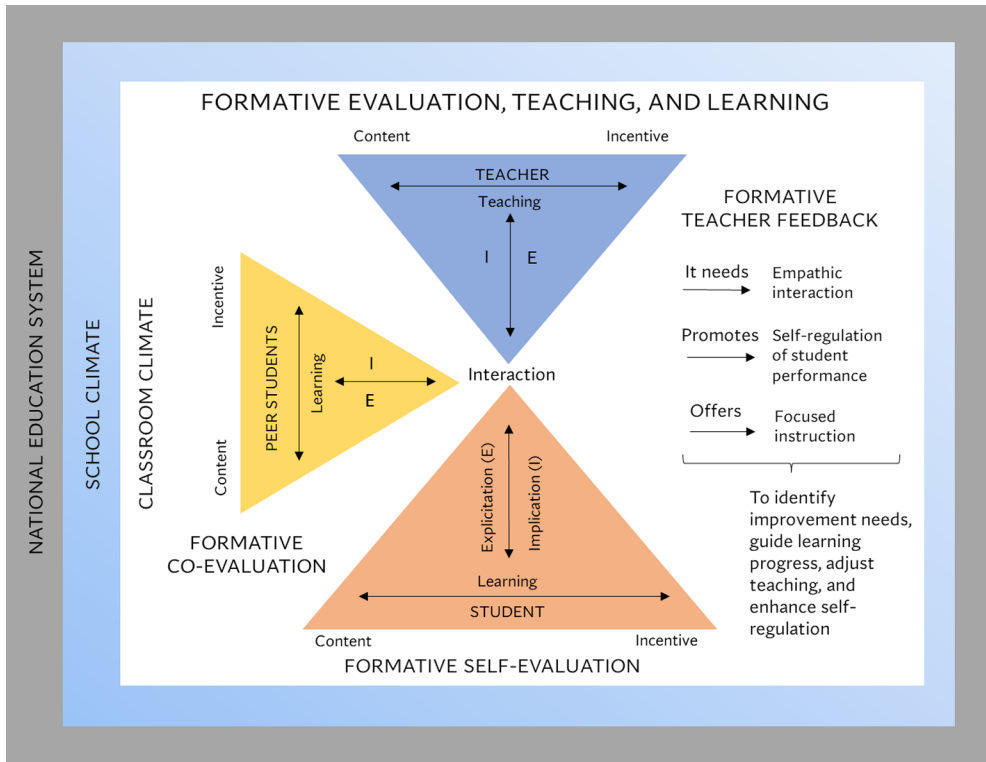 FORMATIVE EVALUATION, TEACHING, AND LEARNING
Content
Incentive
TEACHER
Teaching
I
E
FORMATIVE
TEACHER FEEDBACK
It needs
Empathic
interaction
Promotes
Self-regulation
of student
performance
Offers
Focused
instruction
To identify
improvement needs,
guide learning
progress, adjust
teaching, and
enhance self-
regulation
NATIONAL EDUCATION SYSTEM
SCHOOL CLIMATE
CLASSROOM CLIMATE
Incentive
Content
PEER STUDENTS
Learning
I
E
Interaction
FORMATIVE
CO-EVALUATION
Explicitation (E)
Implication (I)
Learning
STUDENT
Content
Incentive
FORMATIVE SELF-EVALUATION